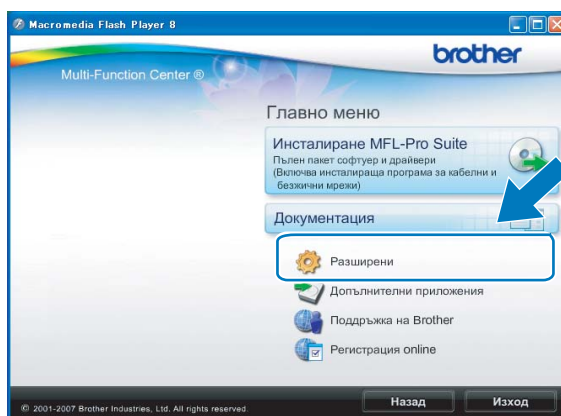 Macromedia Flash Player 8
brother
Multi-Function Center ®
Главно меню
Инсталиране MFL-Pro Suite
Пълен пакет софтуер и драйвери
(Включва инсталираща програма за кабелни и
безжични мрежи)
Документация
Разширени
Допълнителни приложения
Поддръжка на Brother
Регистрация online
© 2001-2007 Brother Industries, Ltd. All rights reserved.
Назад
Изход